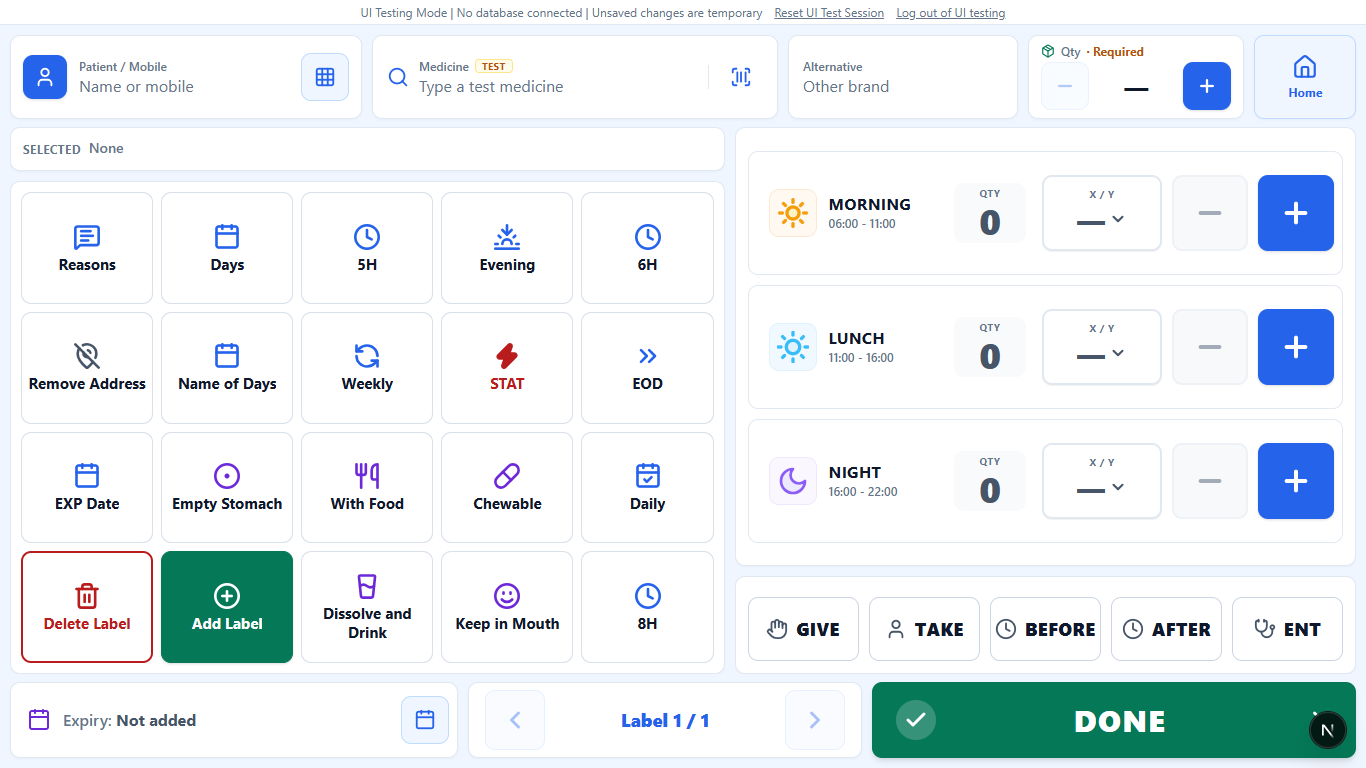 UI Testing Mode | No database connected | Unsaved changes are temporary Reset UI Test Session Log out of UI testing
Patient / Mobile
Name or mobile
Medicine TEST
Type a test medicine
Alternative
Other brand
Qty · Required
—
Home
SELECTED None
Reasons
Days
5H
Evening
6H
Remove Address
Name of Days
Weekly
STAT
EOD
EXP Date
Empty Stomach
With Food
Chewable
Daily
Delete Label
Add Label
Dissolve and
Drink
Keep in Mouth
8H
MORNING
06:00 - 11:00
QTY
0
X / Y
—
LUNCH
11:00 - 16:00
QTY
0
X / Y
—
NIGHT
16:00 - 22:00
QTY
0
X / Y
—
GIVE
TAKE
BEFORE
AFTER
ENT
Expiry: Not added
Label 1 / 1
DONE
N